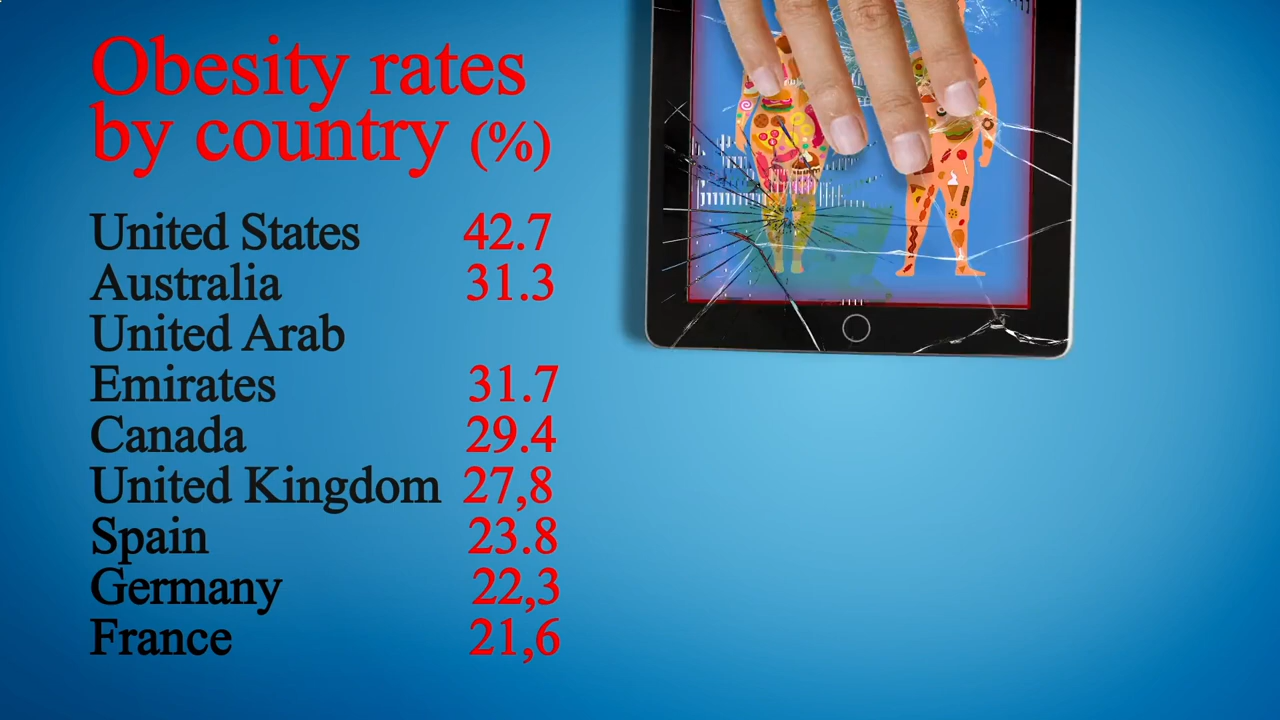 Obesity rates
by country (%)
United States 42.7
Australia 31.3
United Arab
Emirates 31.7
Canada 29.4
United Kingdom 27,8
Spain 23.8
Germany 22,3
France 21,6